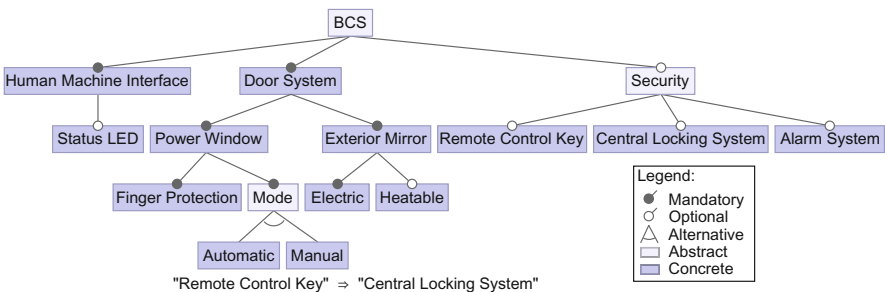 BCS
Human Machine Interface
Door System
Security
Status LED
Power Window
Exterior Mirror
Remote Control Key
Central Locking System
Alarm System
Finger Protection
Mode
Electric
Heatable
Automatic
Manual
"Remote Control Key" ⇒ "Central Locking System"
Legend:
Mandatory
Optional
Alternative
Abstract
Concrete